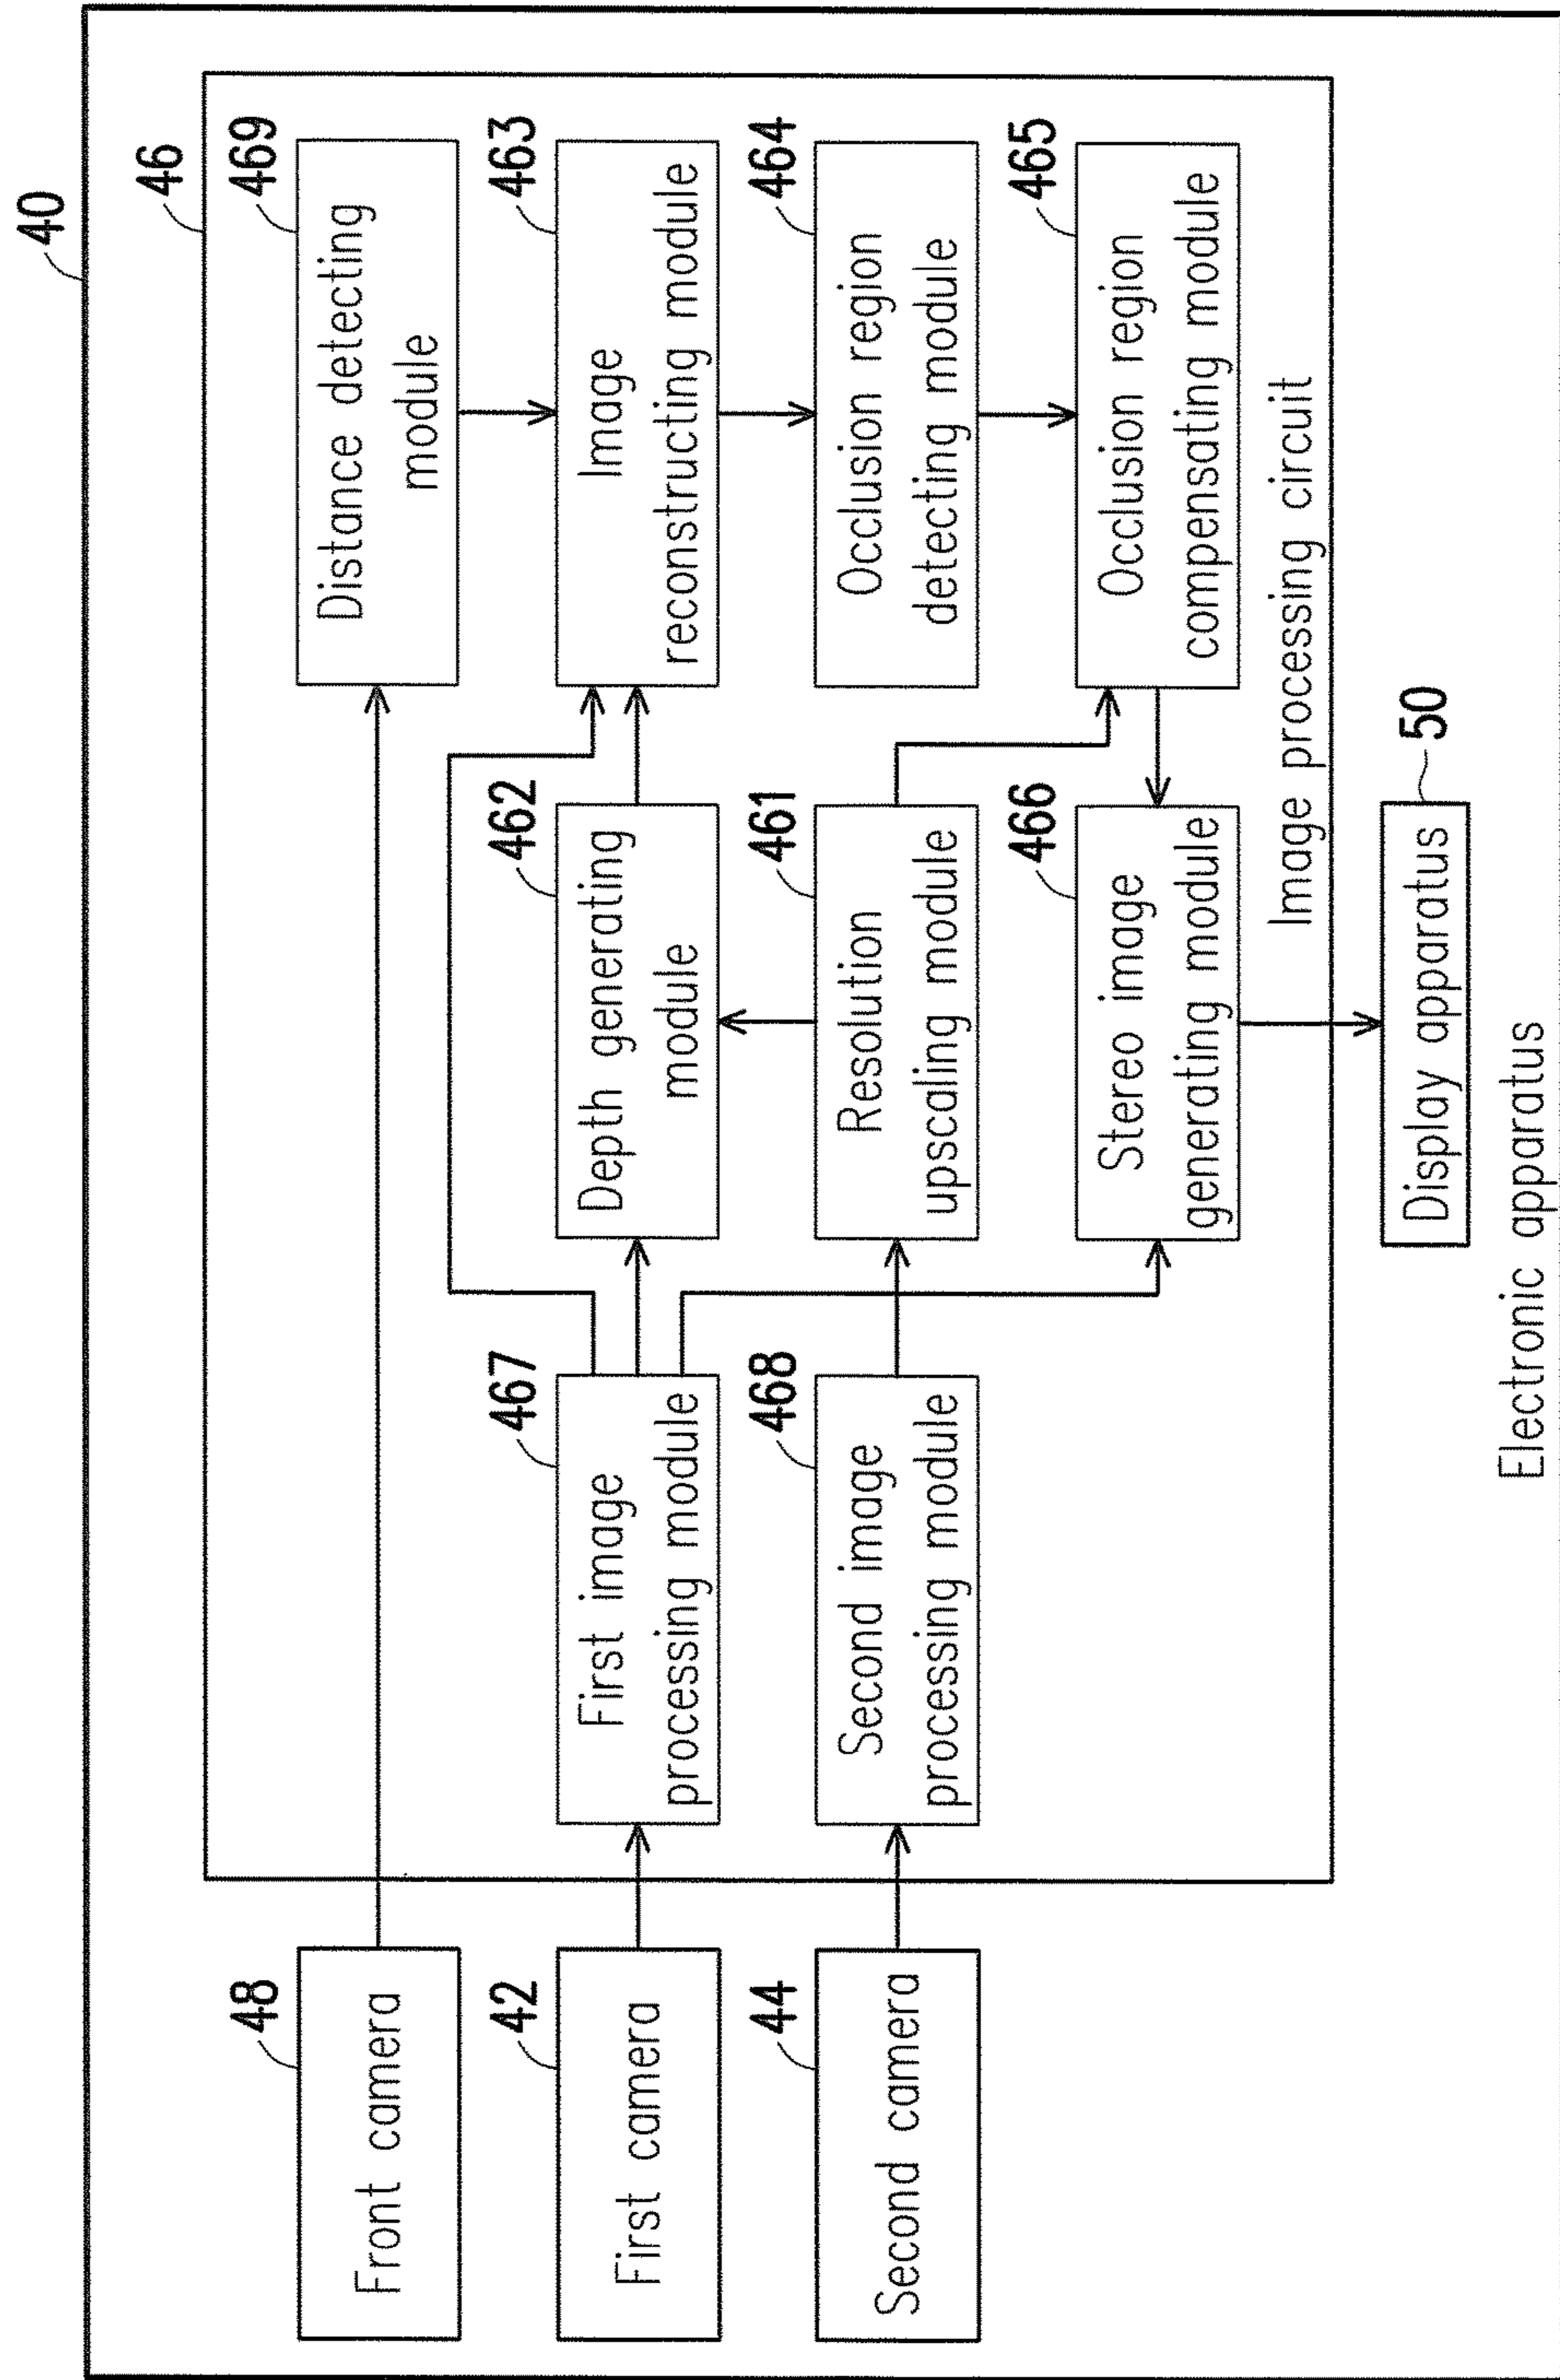 40
46
48
Front camera
469
Distance detecting
module
42
First camera
467
First image
processing module
462
Depth generating
module
463
Image
reconstructing module
44
Second camera
468
Second image
processing module
461
Resolution
upscaling module
464
Occlusion region
detecting module
466
Stereo image
generating module
465
Occlusion region
compensating module
Image processing circuit
50
Display apparatus
Electronic apparatus